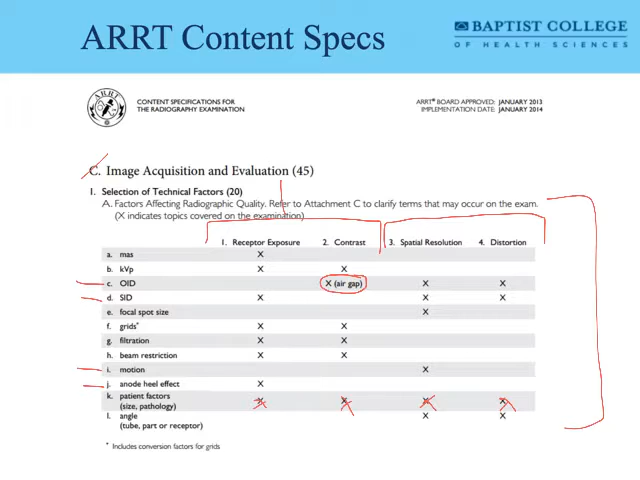 ARRT Content Specs
BAPTIST COLLEGE
OF HEALTH SCIENCES
ARRT
CONTENT SPECIFICATIONS FOR
THE RADIOGRAPHY EXAMINATION
ARRT® BOARD APPROVED: JANUARY 2013
IMPLEMENTATION DATE: JANUARY 2014
C. Image Acquisition and Evaluation (45)
1. Selection of Technical Factors (20)
A. Factors Affecting Radiographic Quality. Refer to Attachment C to clarify terms that may occur on the exam.
(X indicates topics covered on the examination)
1. Receptor Exposure 2. Contrast 3. Spatial Resolution 4. Distortion
a. mas X
b. kVp X X
c. OID X (air gap) X X
d. SID X X X
e. focal spot size X
f. grids* X X
g. filtration X X
h. beam restriction X X
i. motion X
j. anode heel effect X
k. patient factors X X X X
(size, pathology)
l. angle X X
(tube, part or receptor)
* Includes conversion factors for grids